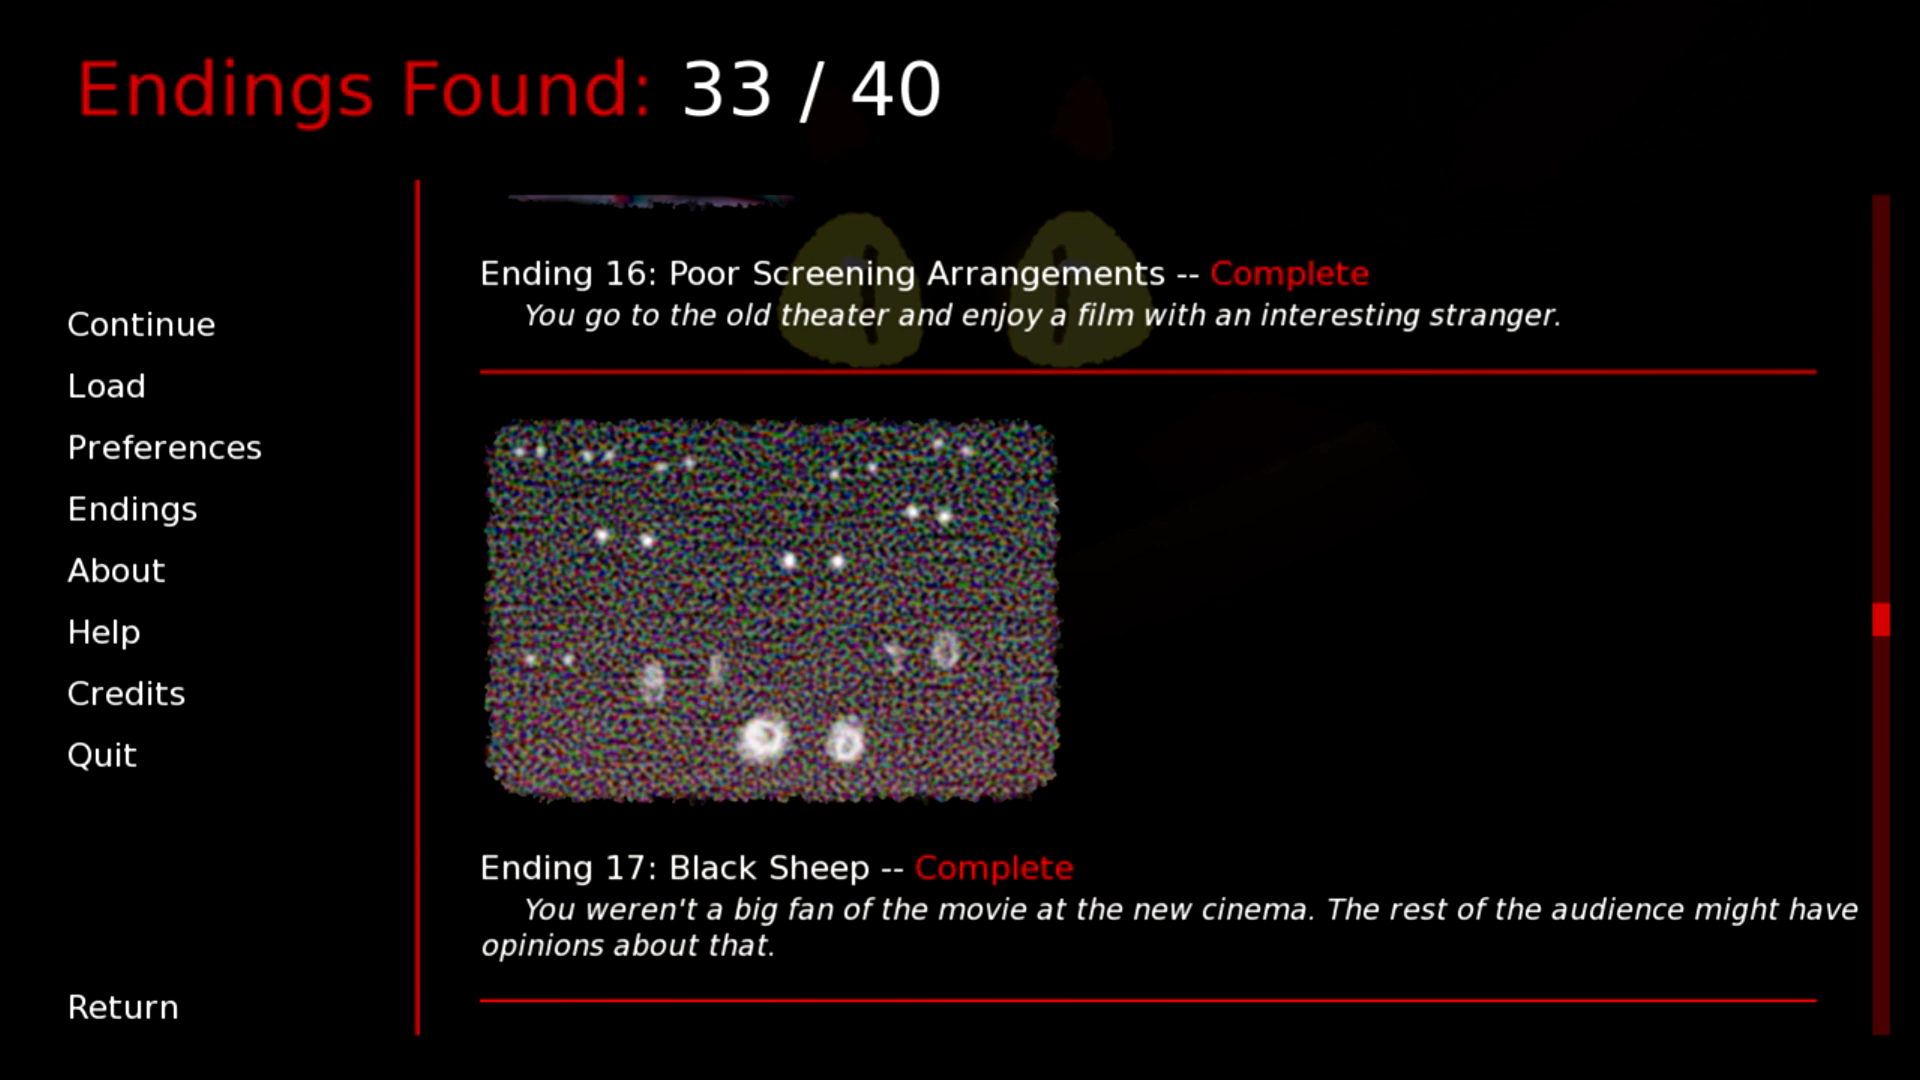 Endings Found: 33 / 40
Continue
Load
Preferences
Endings
About
Help
Credits
Quit
Return
Ending 16: Poor Screening Arrangements -- Complete
You go to the old theater and enjoy a film with an interesting stranger.
Ending 17: Black Sheep -- Complete
You weren't a big fan of the movie at the new cinema. The rest of the audience might have
opinions about that.